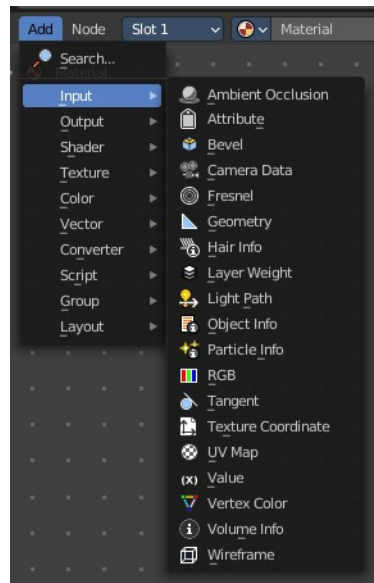 Add Node Slot 1 Material
Search...
Material
Input
Output
Shader
Texture
Color
Vector
Converter
Script
Group
Layout
Ambient Occlusion
Attribute
Bevel
Camera Data
Fresnel
Geometry
Hair Info
Layer Weight
Light Path
Object Info
Particle Info
RGB
Tangent
Texture Coordinate
UV Map
(x) Value
Vertex Color
Volume Info
Wireframe